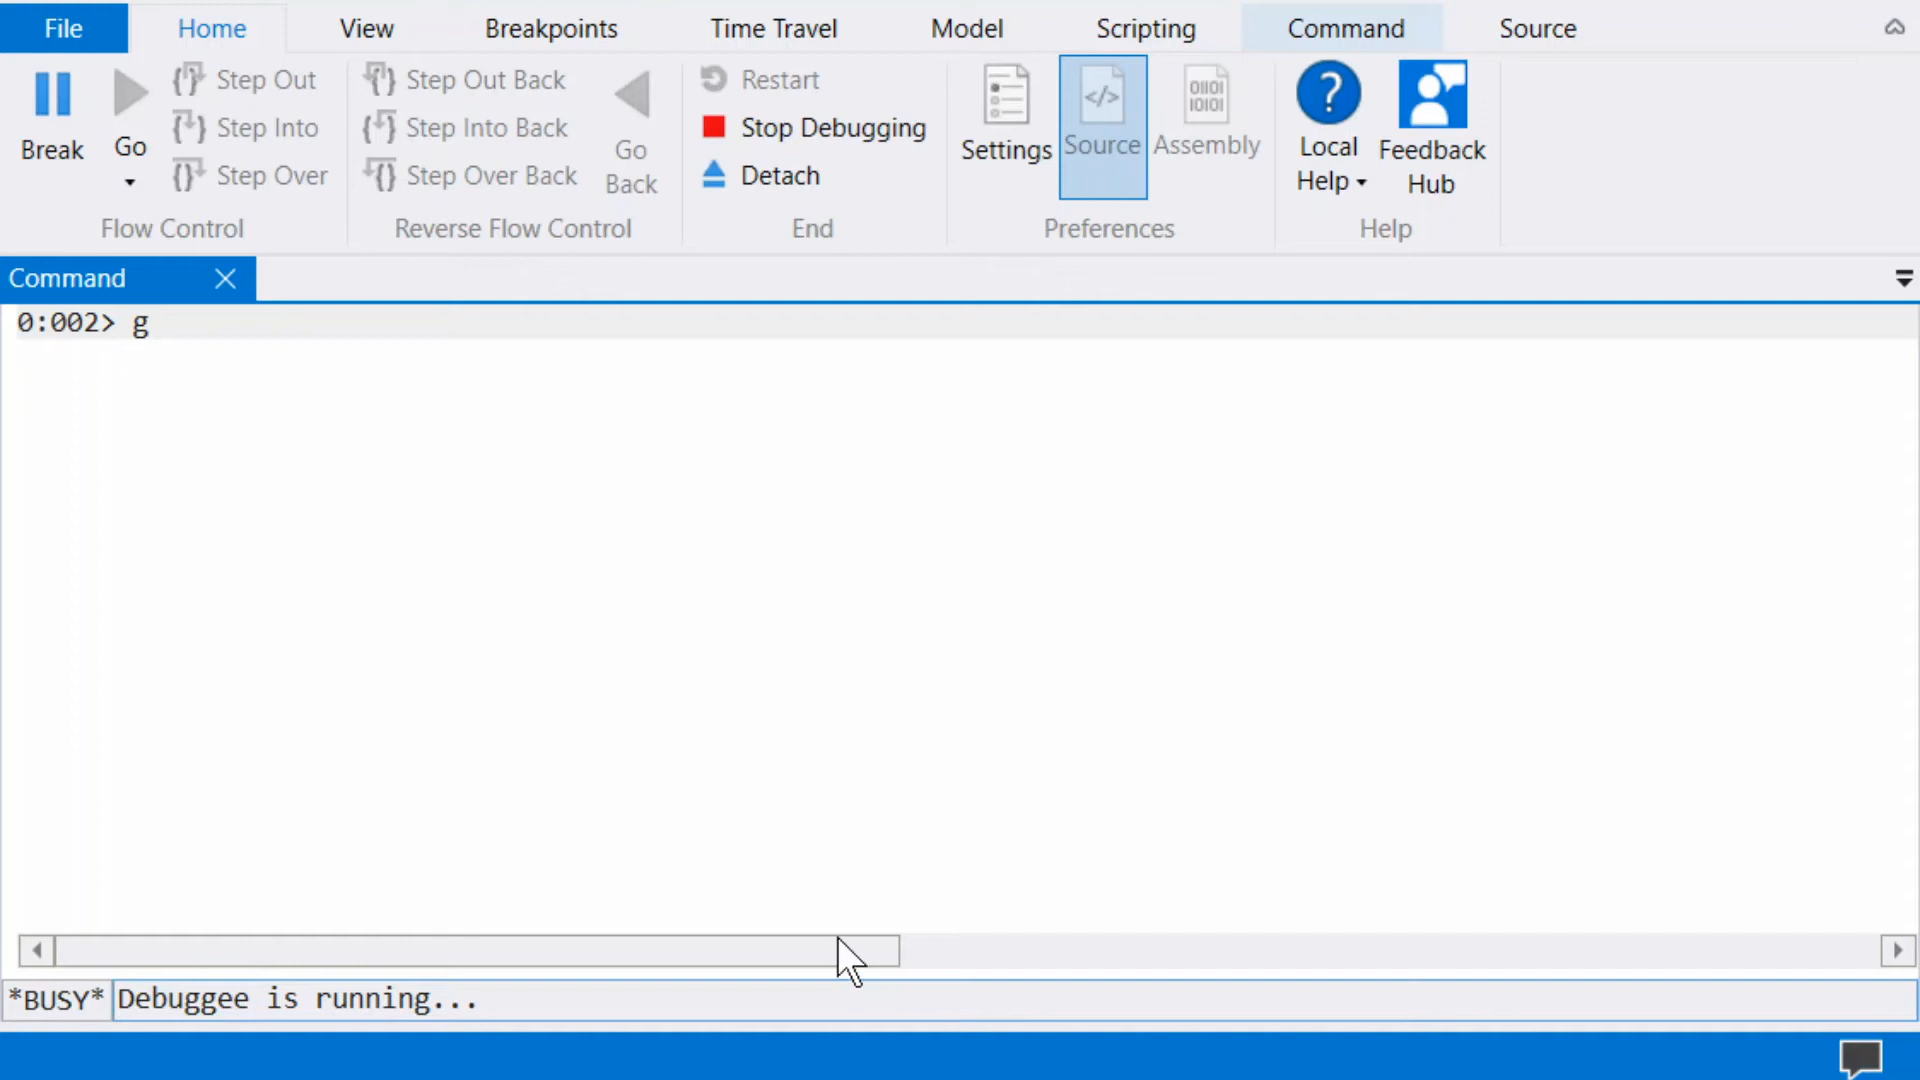 File Home View Breakpoints Time Travel Model Scripting Command Source
Break
Go
Step Out
Step Into
Step Over
Flow Control
Step Out Back
Step Into Back
Step Over Back
Go
Back
Reverse Flow Control
Restart
Stop Debugging
Detach
End
Settings
</>
Source
01101
10101
Assembly
Preferences
?
Local
Help
Feedback
Hub
Help
Command
0:002> g
*BUSY* Debuggee is running...